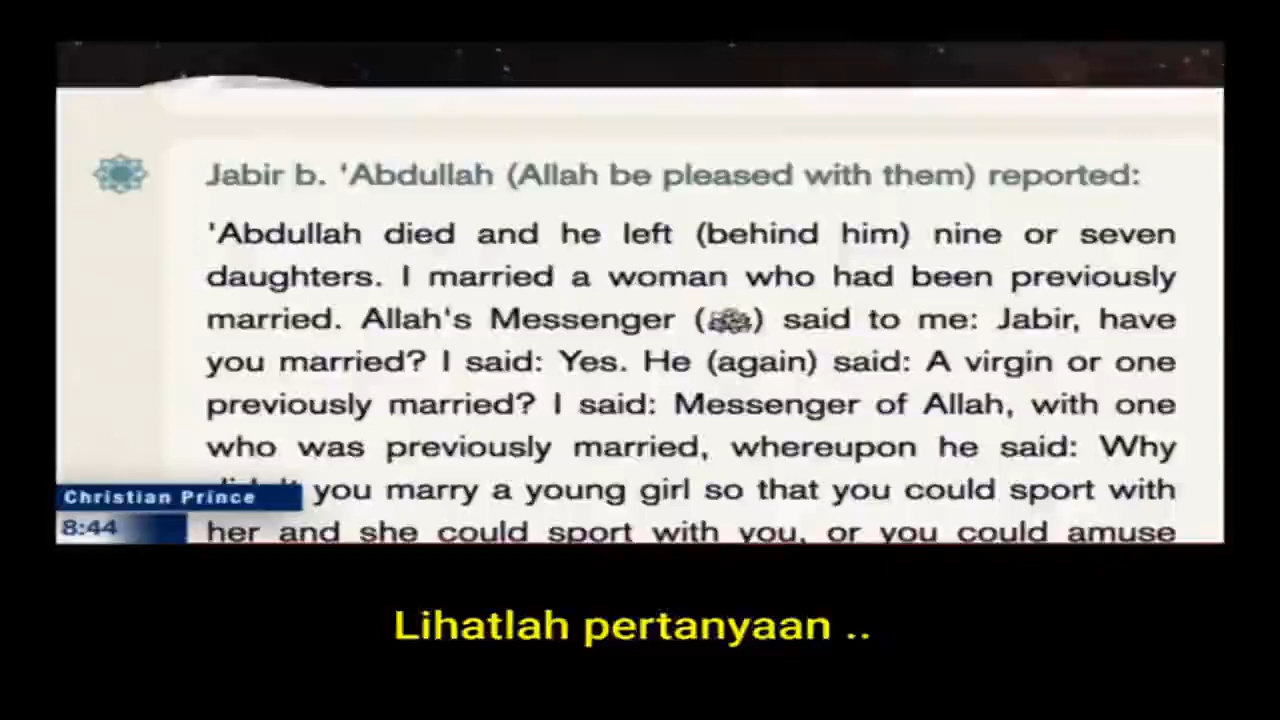 Jabir b. 'Abdullah (Allah be pleased with them) reported:
'Abdullah died and he left (behind him) nine or seven
daughters. I married a woman who had been previously
married. Allah's Messenger (ﷺ) said to me: Jabir, have
you married? I said: Yes. He (again) said: A virgin or one
previously married? I said: Messenger of Allah, with one
who was previously married, whereupon he said: Why
you marry a young girl so that you could sport with
her and she could sport with you, or you could amuse
Christian Prince
8:44
Lihatlah pertanyaan ..